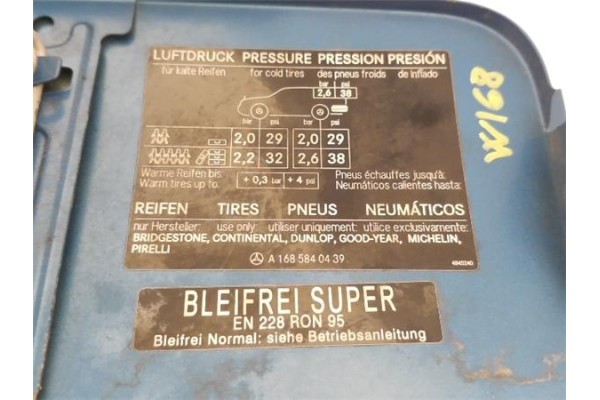 LUFTDRUCK PRESSURE PRESSION PRESIÓN
für kalte Reifen for cold tires des pneus froids de inflado
bar psi
2,6 38
bar psi bar psi
2,0 29 2,0 29
2,2 32 2,6 38
Warme Reifen bis: Pneus échauffés jusqu'à:
Warm tires up to: + 0,3 bar + 4 psi Neumáticos calientes hasta:
REIFEN TIRES PNEUS NEUMÁTICOS
nur Hersteller: use only: utiliser uniquement: utilice exclusivamente:
BRIDGESTONE, CONTINENTAL, DUNLOP, GOOD-YEAR, MICHELIN,
PIRELLI
A 168 584 04 39
W168
BLEIFREI SUPER
EN 228 RON 95
Bleifrei Normal: siehe Betriebsanleitung